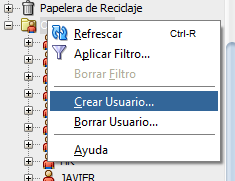 Papelera de Reciclaje
Refrescar Ctrl-R
Aplicar Filtro...
Borrar Filtro
Crear Usuario...
Borrar Usuario...
Ayuda
JAVIER